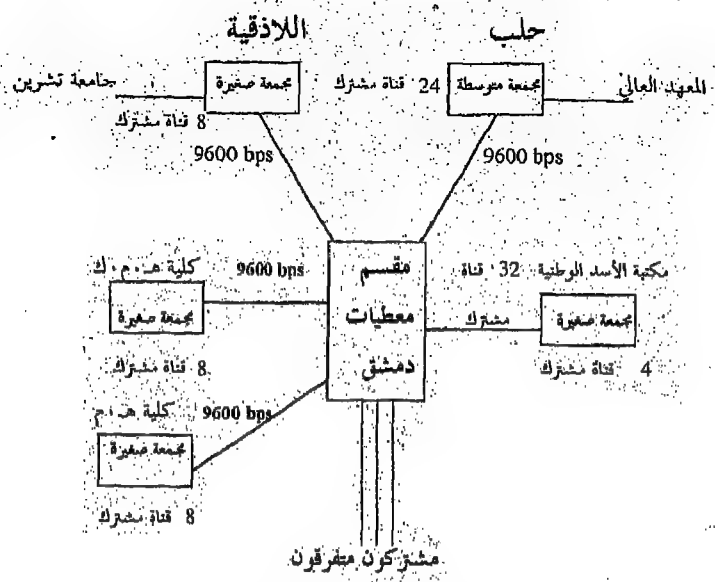 حلب
اللاذقية
المعهد العالي
مجمعة متوسطة
24 قناة مشترك
مجمعة صغيرة
جامعة تشرين
8 قناة مشترك
9600 bps
9600 bps
مقسم
معطيات
دمشق
مكتبة الأسد الوطنية 32 قناة
مشترك
مجمعة صغيرة
4 قناة مشترك
9600 bps
كلية هـ.م.ك
مجمعة صغيرة
8 قناة مشترك
9600 bps
كلية هـ.م
مجمعة صغيرة
8 قناة مشترك
مشتركون متفرقون